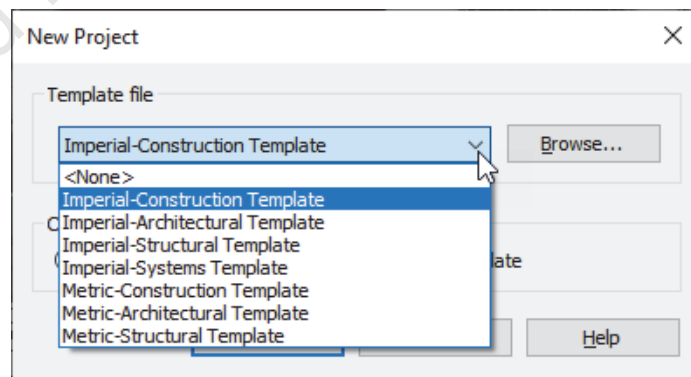 New Project
Template file
Imperial-Construction Template
Browse...
<None>
Imperial-Construction Template
Imperial-Architectural Template
Imperial-Structural Template
Imperial-Systems Template
Metric-Construction Template
Metric-Architectural Template
Metric-Structural Template
Help